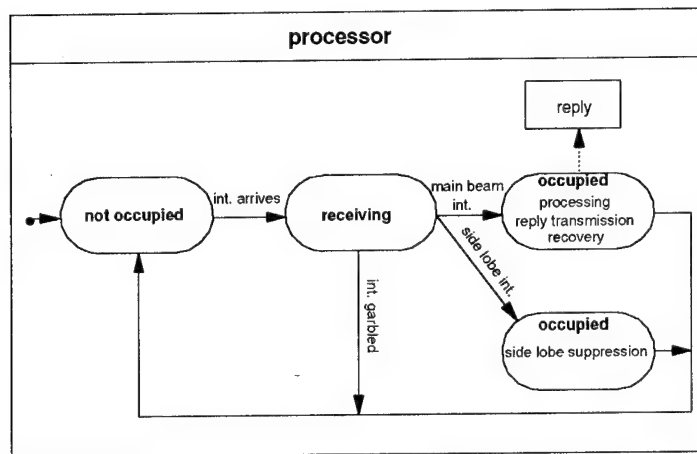 processor
reply
not occupied
int. arrives
receiving
main beam
int.
occupied
processing
reply transmission
recovery
side lobe int.
int. garbled
occupied
side lobe suppression